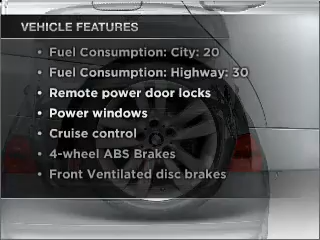 VEHICLE FEATURES
• Fuel Consumption: City: 20
• Fuel Consumption: Highway: 30
• Remote power door locks
• Power windows
• Cruise control
• 4-wheel ABS Brakes
• Front Ventilated disc brakes